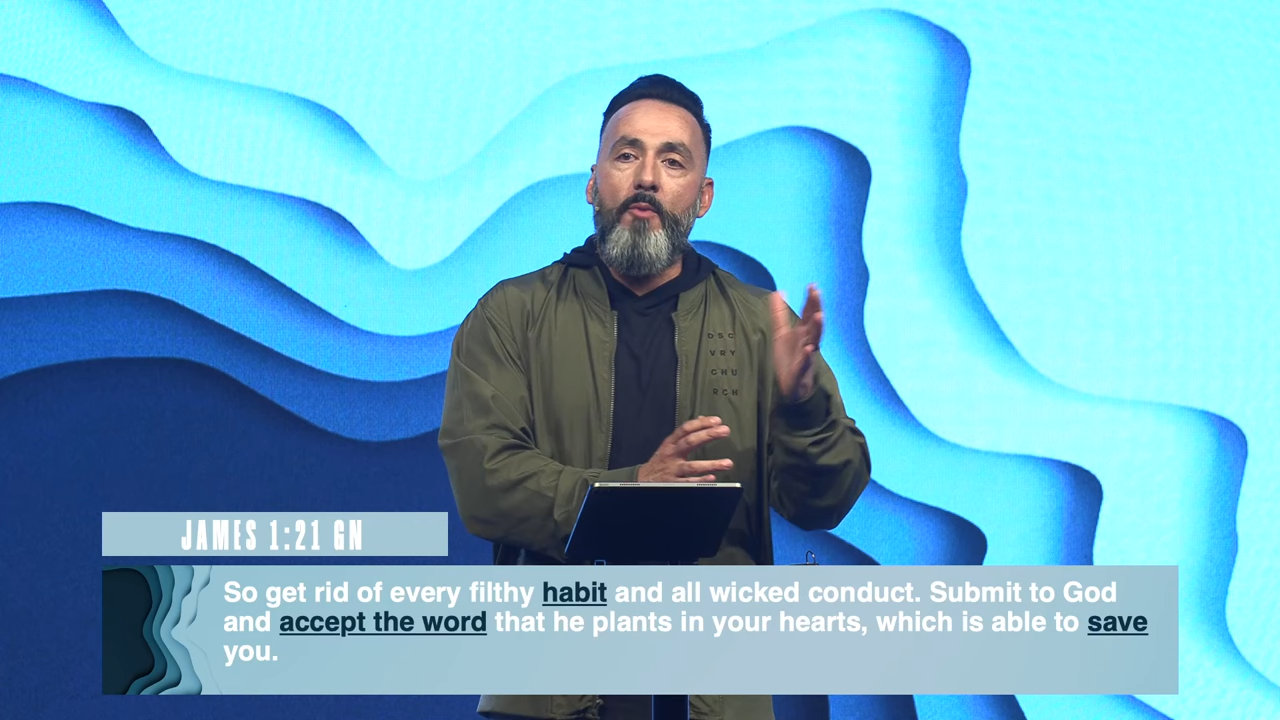 DSC
VRY
CHU
RCH
JAMES 1:21 GN
So get rid of every filthy habit and all wicked conduct. Submit to God
and accept the word that he plants in your hearts, which is able to save
you.